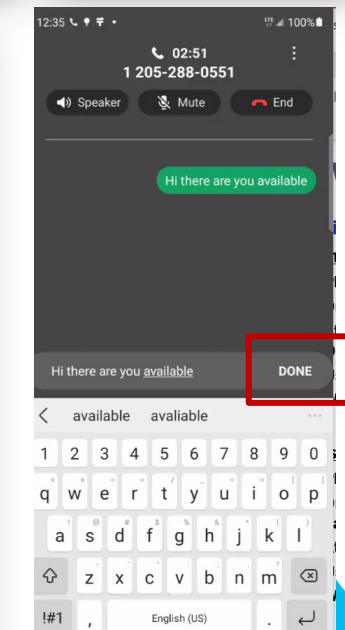 12:35 LTE 100%
02:51
1 205-288-0551
Speaker Mute End
Hi there are you available
Hi there are you available DONE
available avaliable
1 2 3 4 5 6 7 8 9 0
q w e r t y u i o p
a s d f g h j k l
z x c v b n m
!#1 , English (US) .